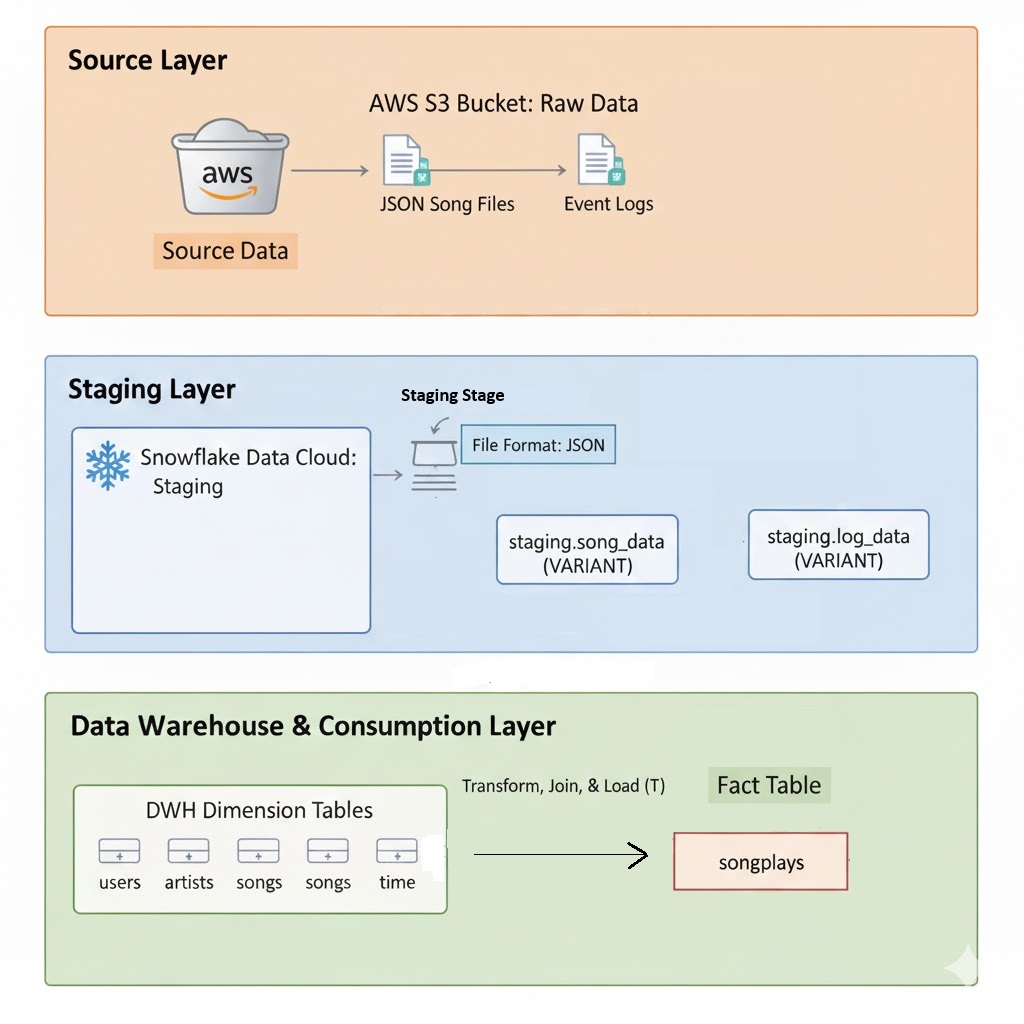 Source Layer
AWS S3 Bucket: Raw Data
aws
JSON Song Files
Event Logs
Source Data
Staging Layer
Staging Stage
Snowflake Data Cloud:
Staging
File Format: JSON
staging.song_data
(VARIANT)
staging.log_data
(VARIANT)
Data Warehouse & Consumption Layer
DWH Dimension Tables
users
artists
songs
songs
time
Transform, Join, & Load (T)
Fact Table
songplays